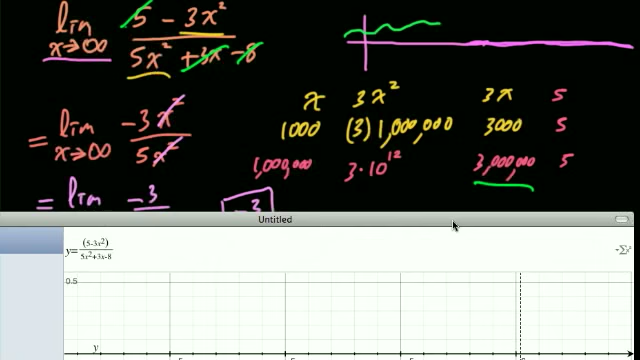 lim x→∞ 5 - 3x² / 5x² + 3x - 8
x 3x² 3x 5
= lim x→∞ -3x² / 5x²
1000 (3) 1,000,000 3000 5
1,000,000 3·10¹² 3,000,000 5
= lim -3 -3
Untitled
y=(5-3x²)/5x²+3x-8
0.5
y